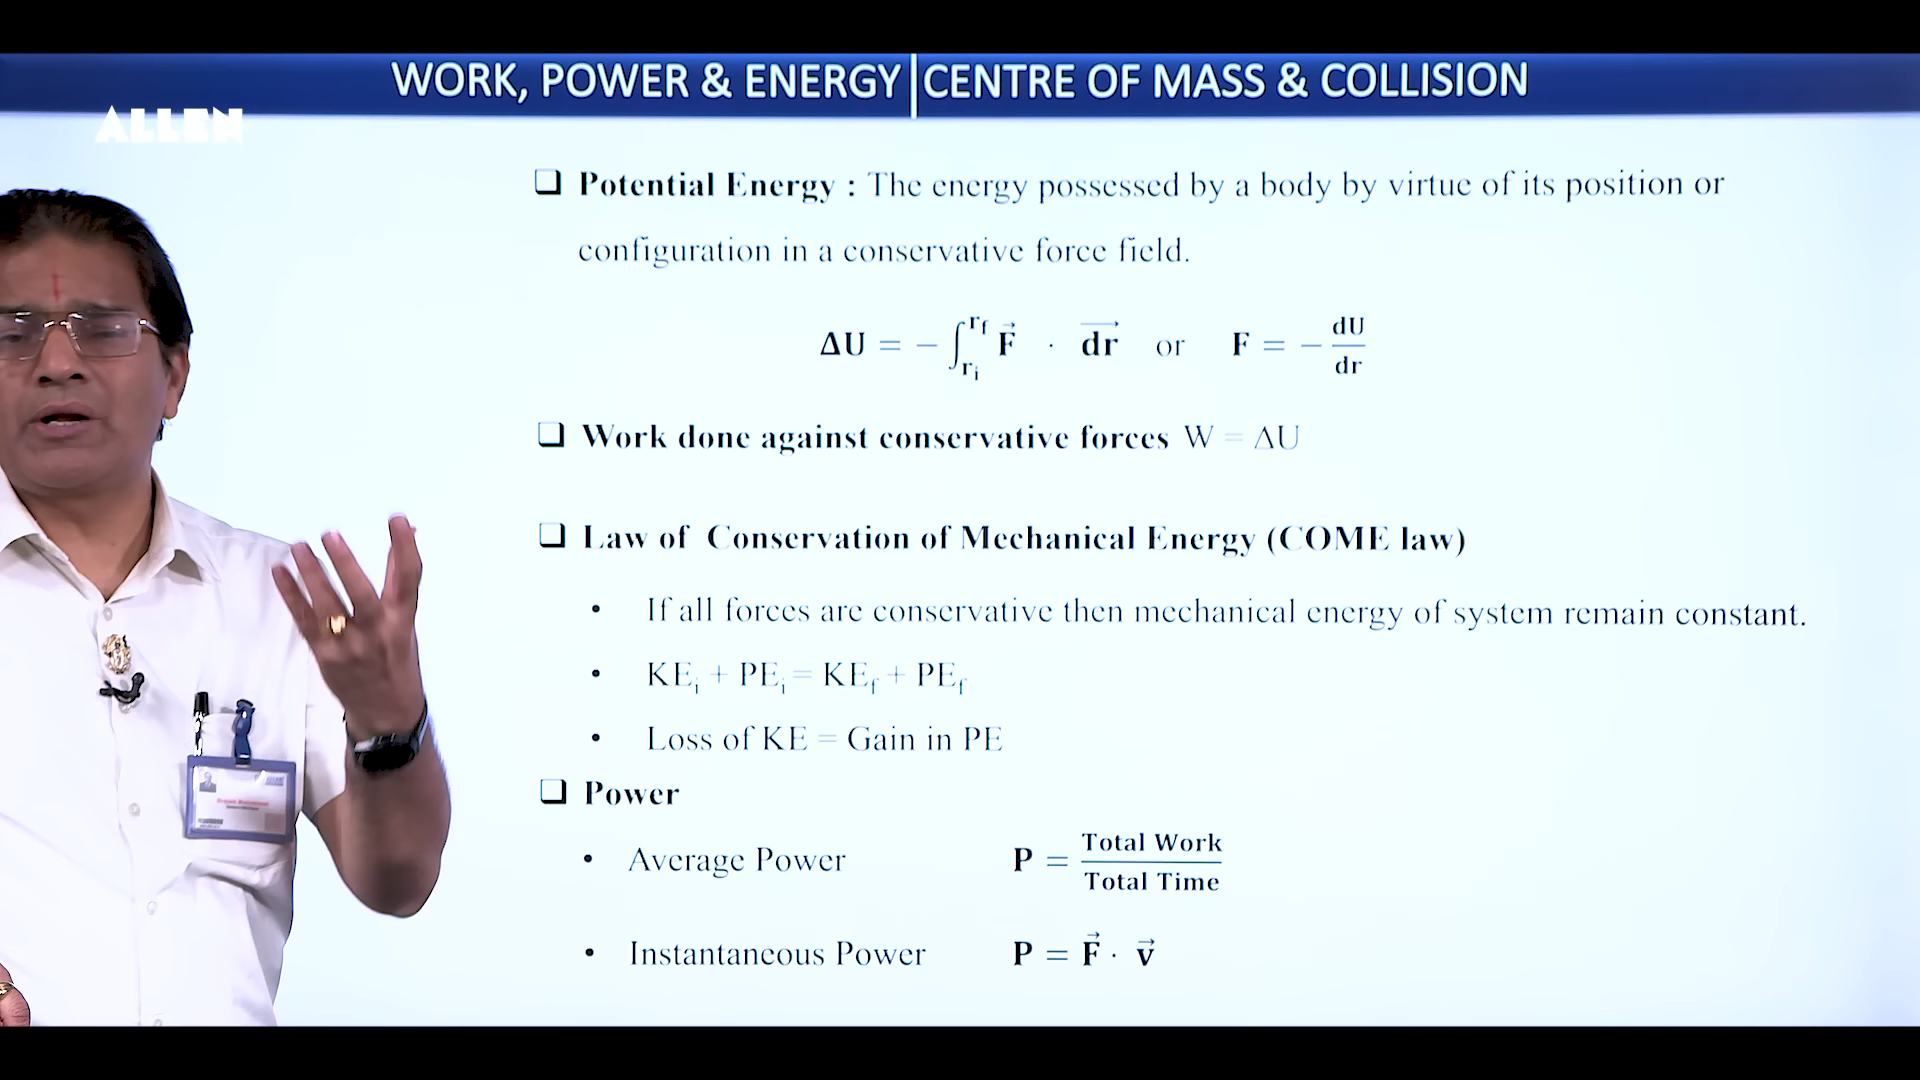 WORK, POWER & ENERGY | CENTRE OF MASS & COLLISION
ALLEN
❑ Potential Energy : The energy possessed by a body by virtue of its position or
configuration in a conservative force field.
ΔU = − ∫_{r_i}^{r_f} \vec{F} · \vec{dr} or F = − dU/dr
❑ Work done against conservative forces W = ΔU
❑ Law of Conservation of Mechanical Energy (COME law)
• If all forces are conservative then mechanical energy of system remain constant.
• KE_i + PE_i = KE_f + PE_f
• Loss of KE = Gain in PE
❑ Power
• Average Power P = Total Work / Total Time
• Instantaneous Power P = \vec{F} · \vec{v}